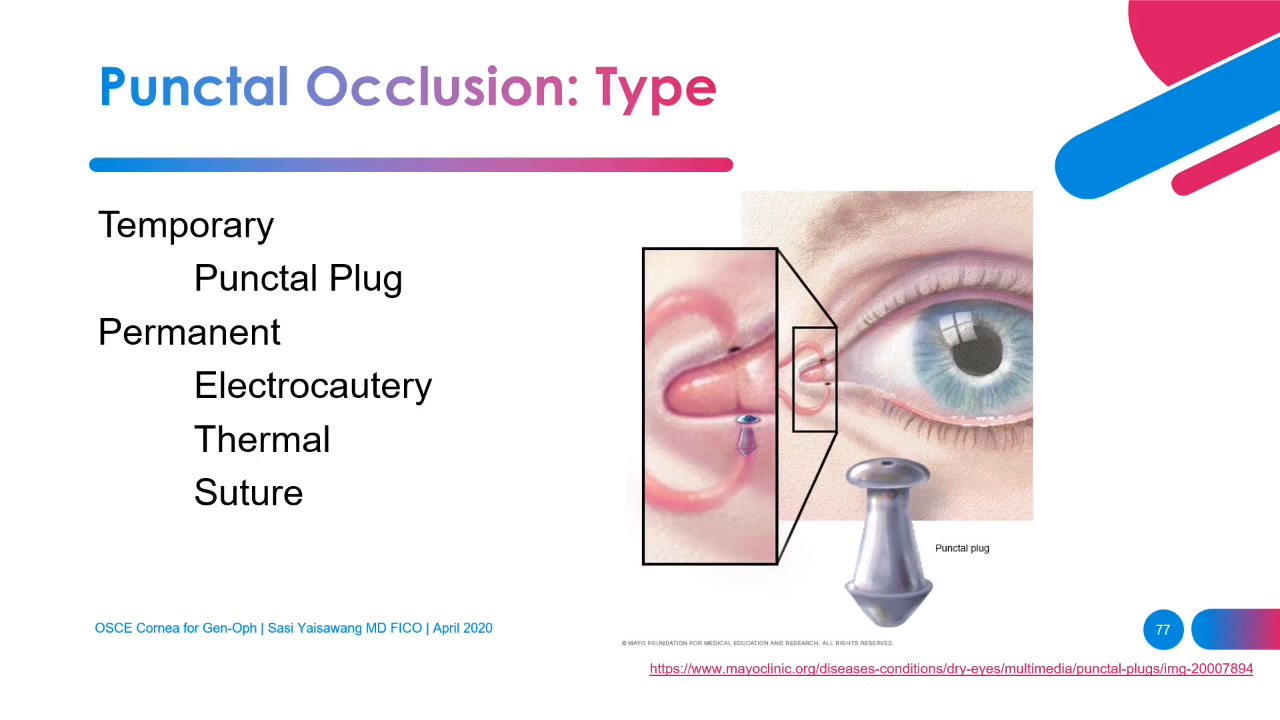 Punctal Occlusion: Type
Temporary
Punctal Plug
Permanent
Electrocautery
Thermal
Suture
Punctal plug
OSCE Cornea for Gen-Oph | Sasi Yaisawang MD FICO | April 2020
77
© MAYO FOUNDATION FOR MEDICAL EDUCATION AND RESEARCH. ALL RIGHTS RESERVED.
https://www.mayoclinic.org/diseases-conditions/dry-eyes/multimedia/punctal-plugs/img-20007894